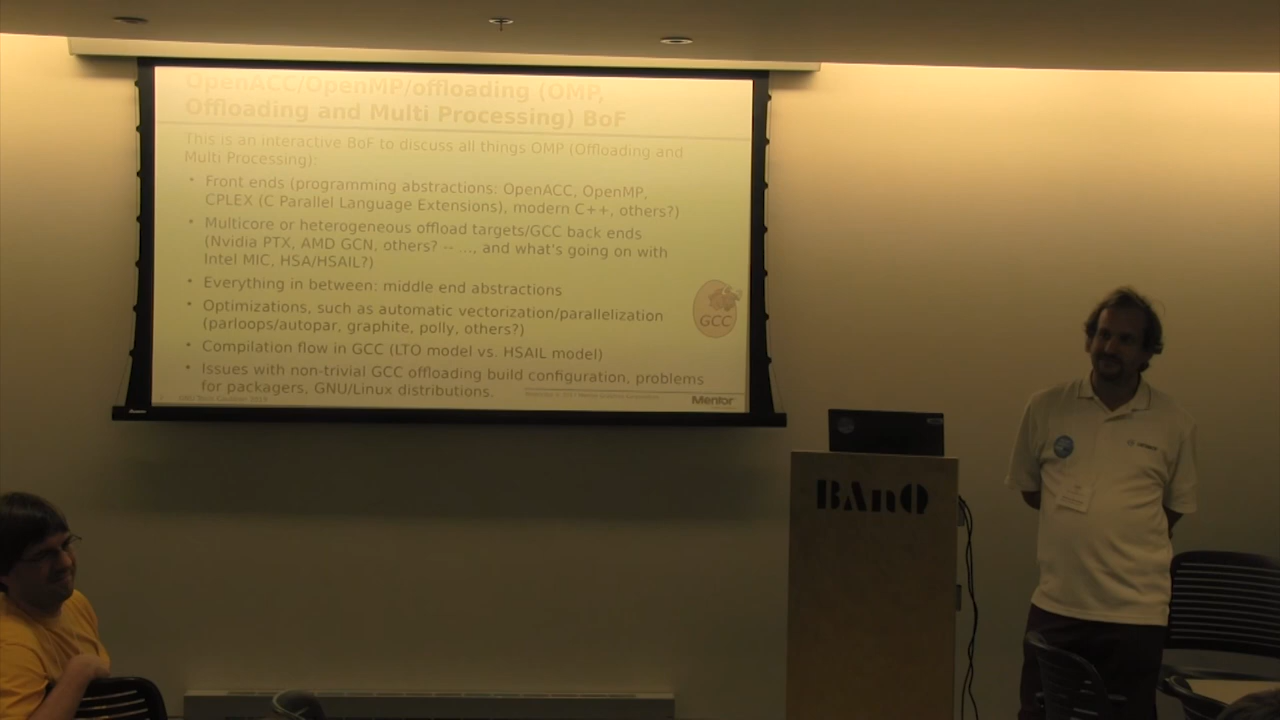 OpenACC/OpenMP/offloading (OMP,
Offloading and Multi Processing) BoF
This is an interactive BoF to discuss all things OMP (Offloading and
Multi Processing):
• Front ends (programming abstractions: OpenACC, OpenMP,
CPLEX (C Parallel Language Extensions), modern C++, others?)
• Multicore or heterogeneous offload targets/GCC back ends
(Nvidia PTX, AMD GCN, others? -- ..., and what's going on with
Intel MIC, HSA/HSAIL?)
• Everything in between: middle end abstractions
• Optimizations, such as automatic vectorization/parallelization
(parloops/autopar, graphite, polly, others?)
• Compilation flow in GCC (LTO model vs. HSAIL model)
• Issues with non-trivial GCC offloading build configuration, problems
for packagers, GNU/Linux distributions.
GCC
Mentor
BAnQ